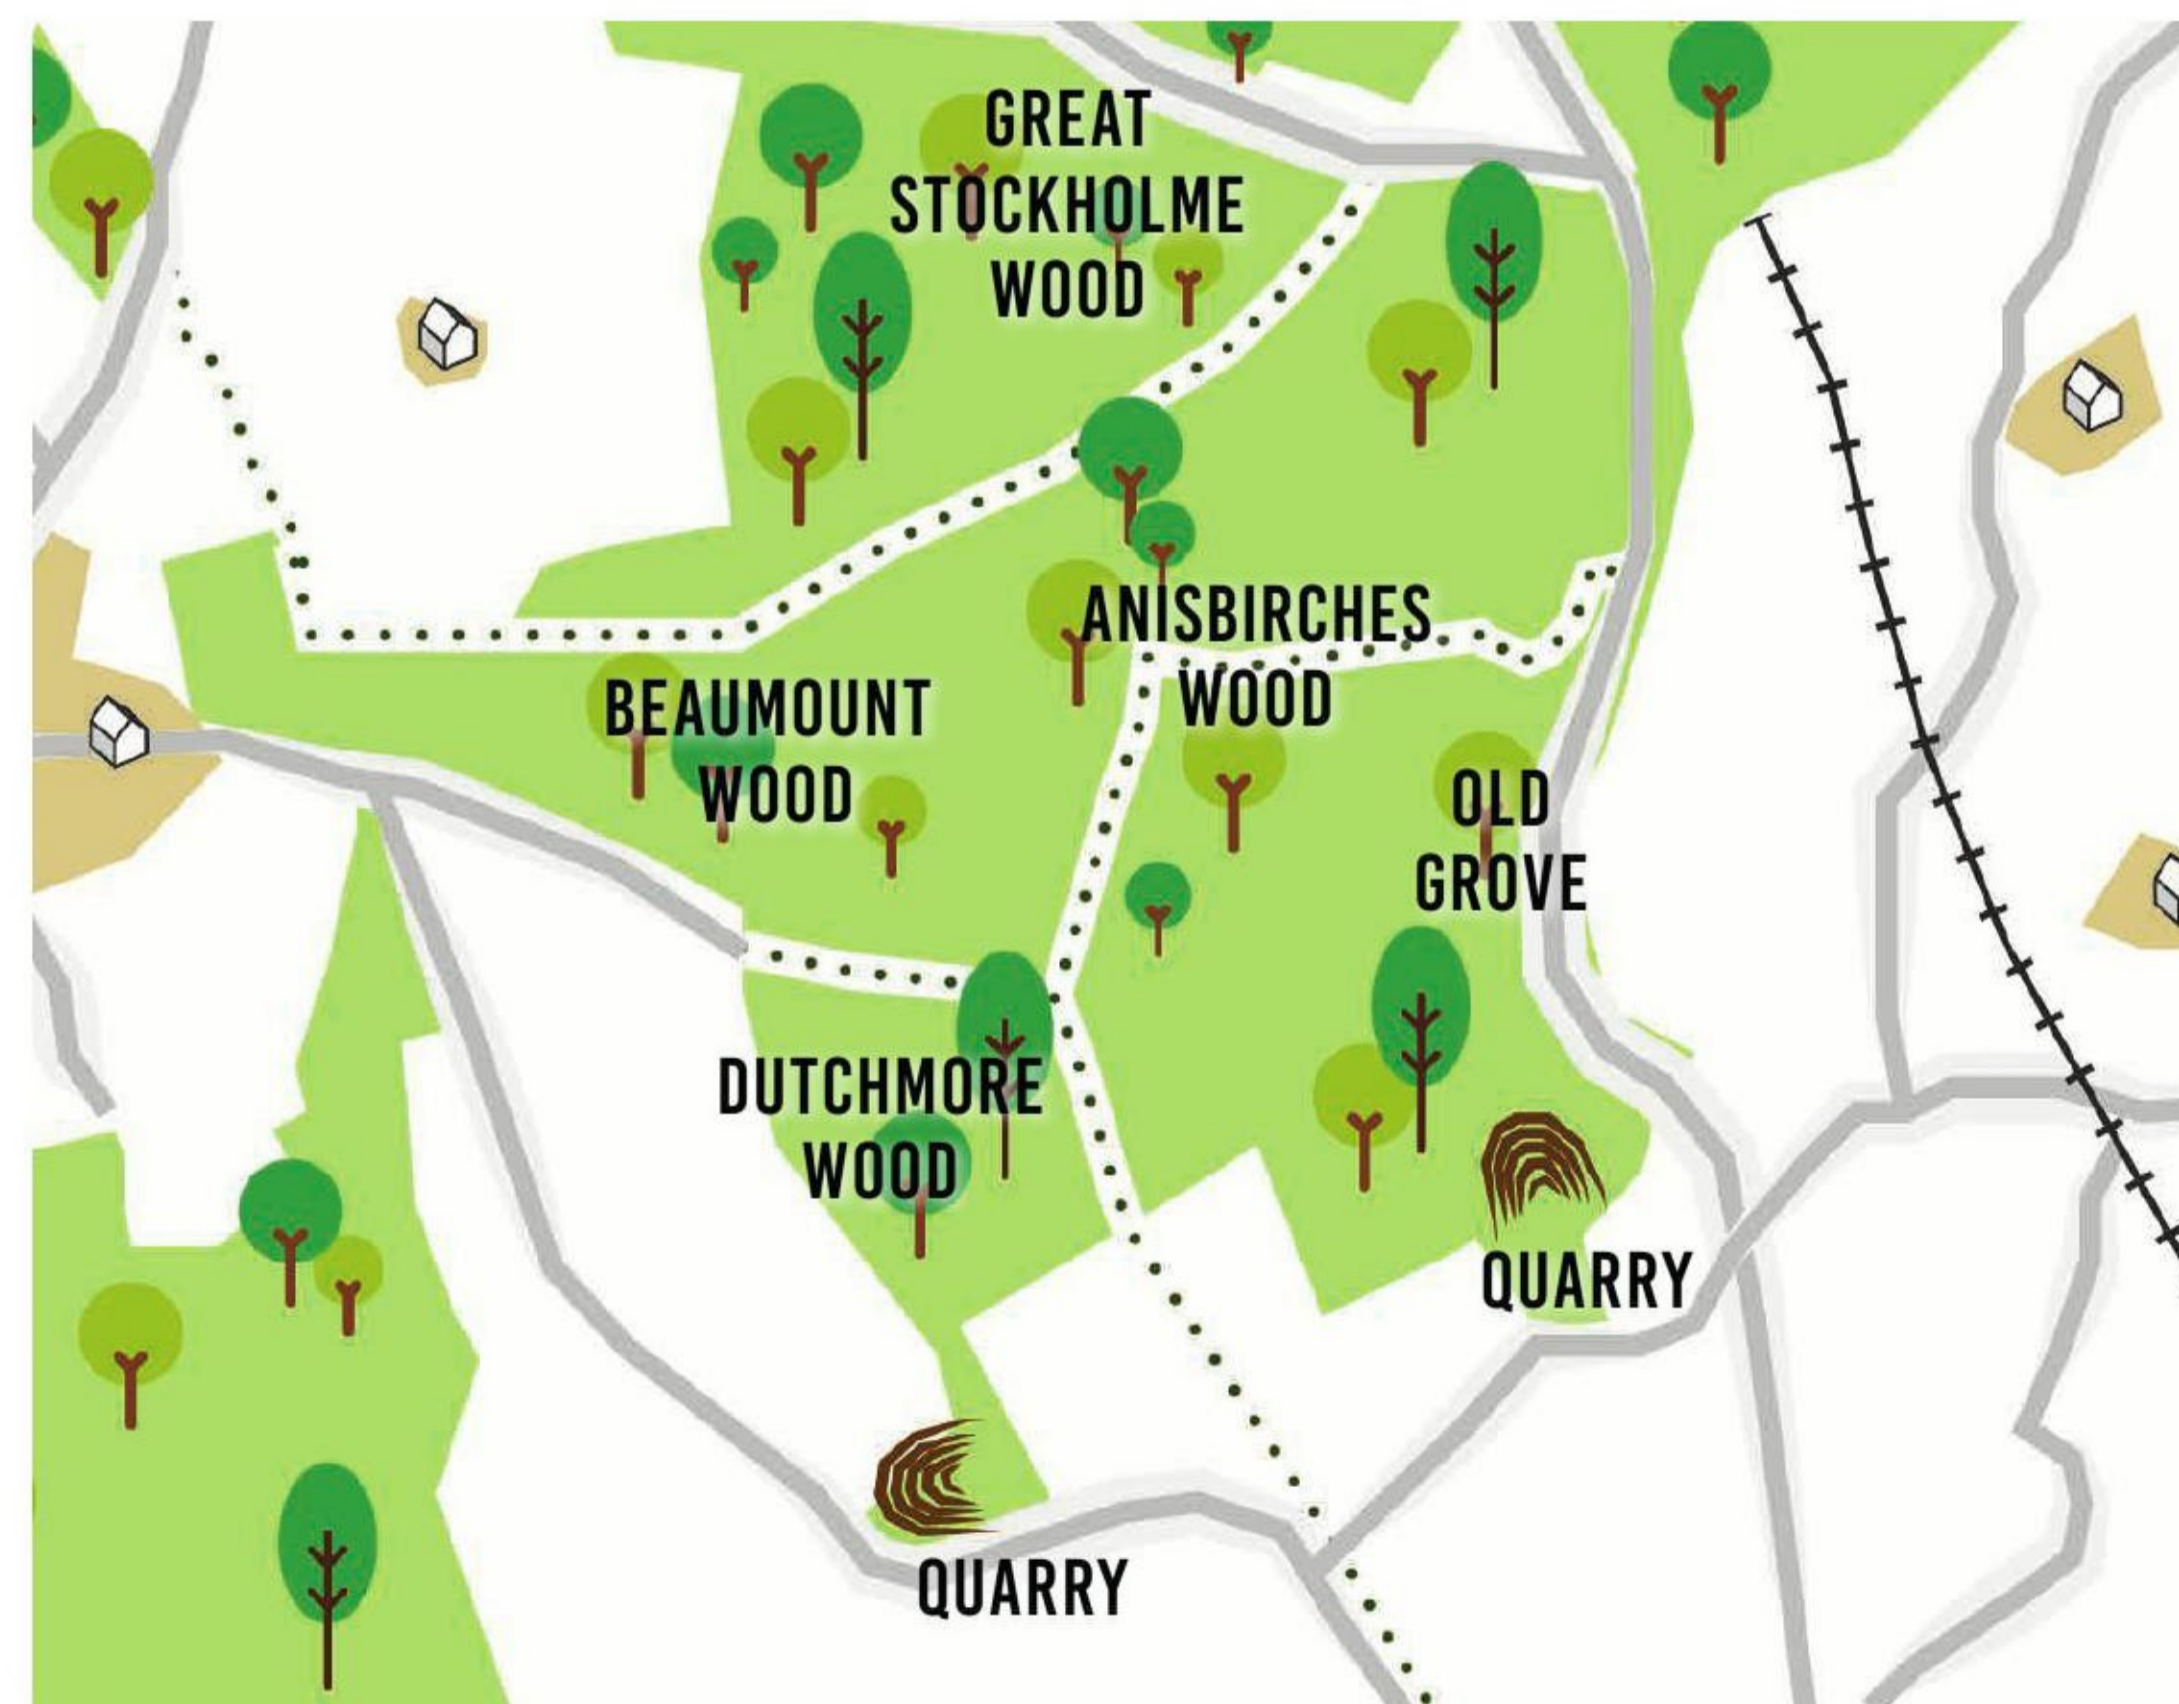 GREAT
STOCKHOLME
WOOD
ANISBIRCHES
WOOD
BEAUMOUNT
WOOD
OLD
GROVE
DUTCHMORE
WOOD
QUARRY
QUARRY